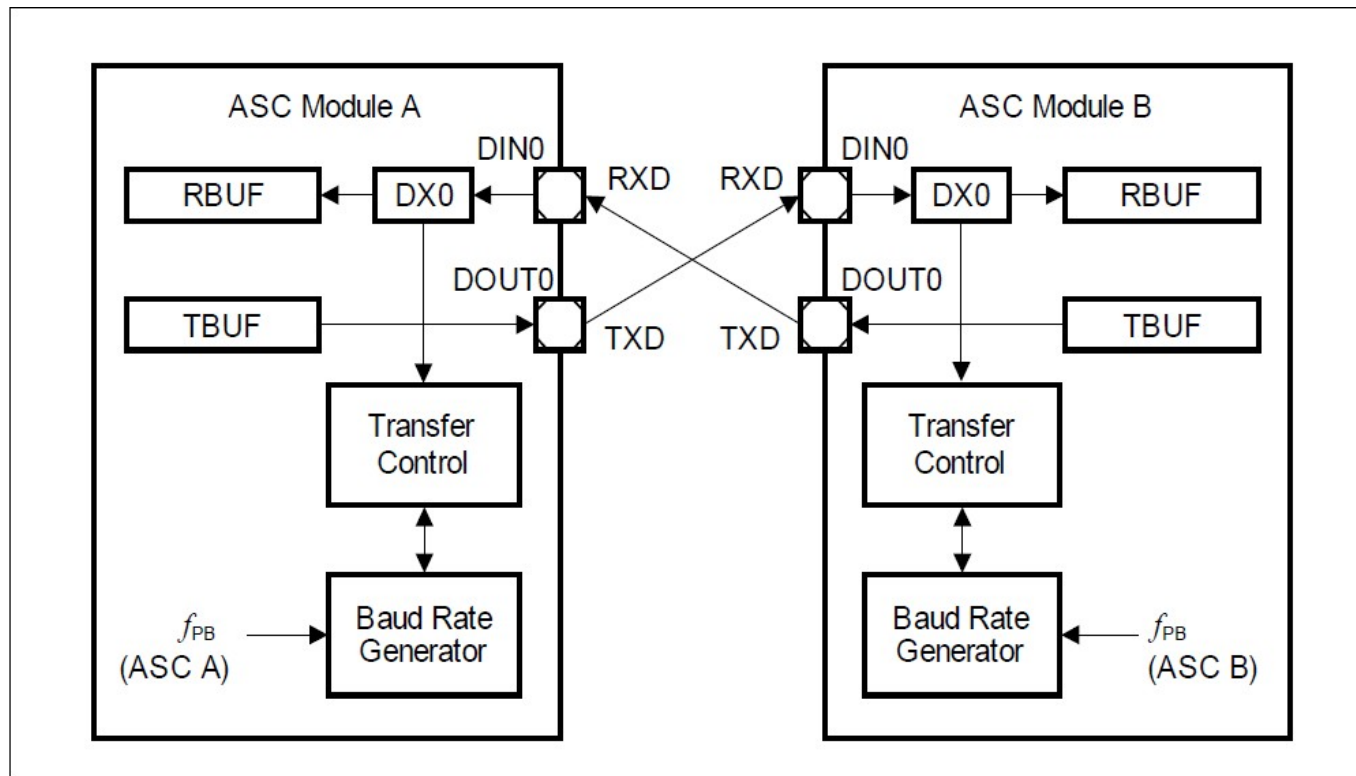 ASC Module A
DIN0
RBUF
DX0
RXD
DOUT0
TBUF
TXD
Transfer
Control
Baud Rate
Generator
fPB
(ASC A)
ASC Module B
RXD
DIN0
DX0
RBUF
DOUT0
TXD
TBUF
Transfer
Control
Baud Rate
Generator
fPB
(ASC B)